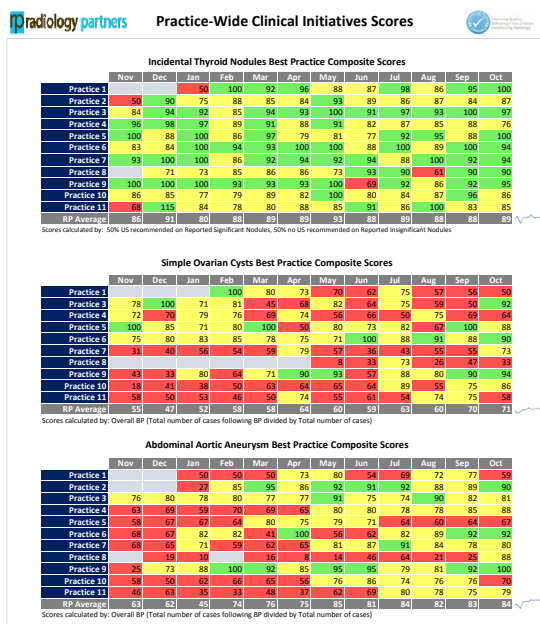 radiology partners
Practice-Wide Clinical Initiatives Scores
Incidental Thyroid Nodules Best Practice Composite Scores
Nov Dec Jan Feb Mar Apr May Jun Jul Aug Sep Oct
Practice 1 50 100 92 96 88 87 98 86 95 100
Practice 2 50 90 75 88 85 84 93 89 86 87 84 87
Practice 3 84 94 92 85 94 93 100 91 97 93 100 97
Practice 4 96 98 97 89 91 88 91 82 87 85 88 76
Practice 5 100 88 100 86 97 79 81 77 92 95 88 100
Practice 6 83 84 100 94 93 100 100 88 100 89 100 94
Practice 7 93 100 100 86 92 94 92 94 88 100 92 94
Practice 8 71 73 85 86 86 73 93 90 61 90 90
Practice 9 100 100 100 93 93 93 100 69 92 86 92 95
Practice 10 86 85 77 79 89 82 100 80 84 87 96 86
Practice 11 68 115 84 78 80 88 85 91 86 100 83 85
RP Average 86 91 80 88 89 89 93 88 89 88 88 89
Scores calculated by: 50% US recommended on Reported Significant Nodules, 50% no US recommended on Reported Insignificant Nodules
Simple Ovarian Cysts Best Practice Composite Scores
Nov Dec Jan Feb Mar Apr May Jun Jul Aug Sep Oct
Practice 1 100 80 73 70 62 75 57 56 50
Practice 3 78 100 71 81 45 68 82 64 75 59 50 92
Practice 4 72 70 79 76 69 74 56 66 50 75 69 64
Practice 5 100 85 71 80 100 50 80 73 82 67 100 88
Practice 6 75 80 83 85 78 75 71 100 88 91 88 90
Practice 7 31 40 56 54 59 79 57 36 43 55 55 73
Practice 8 8 33 73 26 47 33
Practice 9 43 33 80 64 71 90 93 57 88 80 90 94
Practice 10 18 41 38 50 63 64 65 64 89 55 75 86
Practice 11 58 50 53 46 50 74 55 61 54 74 75 58
RP Average 55 47 52 58 58 64 60 59 63 60 70 71
Scores calculated by: Overall BP (Total number of cases following BP divided by Total number of cases)
Abdominal Aortic Aneurysm Best Practice Composite Scores
Nov Dec Jan Feb Mar Apr May Jun Jul Aug Sep Oct
Practice 1 50 50 50 73 80 54 69 72 77 59
Practice 2 27 85 95 86 92 91 92 88 89 90
Practice 3 76 80 78 80 77 77 91 75 74 90 82 81
Practice 4 63 69 59 70 69 65 80 80 78 78 85 88
Practice 5 58 67 67 64 80 75 79 71 64 60 64 67
Practice 6 68 67 82 82 41 100 56 62 82 89 92 92
Practice 7 68 65 71 59 62 65 81 87 91 84 78 80
Practice 8 19 10 16 8 14 46 64 21 25 88
Practice 9 25 73 88 100 92 85 95 95 79 81 92 100
Practice 10 58 50 62 66 65 56 76 86 74 76 76 70
Practice 11 46 63 35 33 48 37 62 69 80 78 75 79
RP Average 63 62 45 74 76 75 85 81 84 82 83 84
Scores calculated by: Overall BP (Total number of cases following BP divided by Total number of cases)